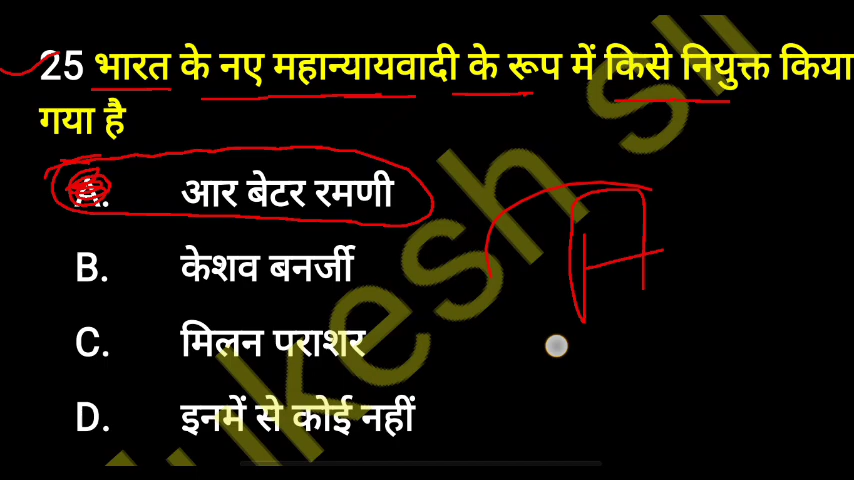 25 भारत के नए महान्यायवादी के रूप में किसे नियुक्त किया
गया है
A. आर बेटर रमणी
B. केशव बनर्जी
C. मिलन पराशर
D. इनमें से कोई नहीं
A